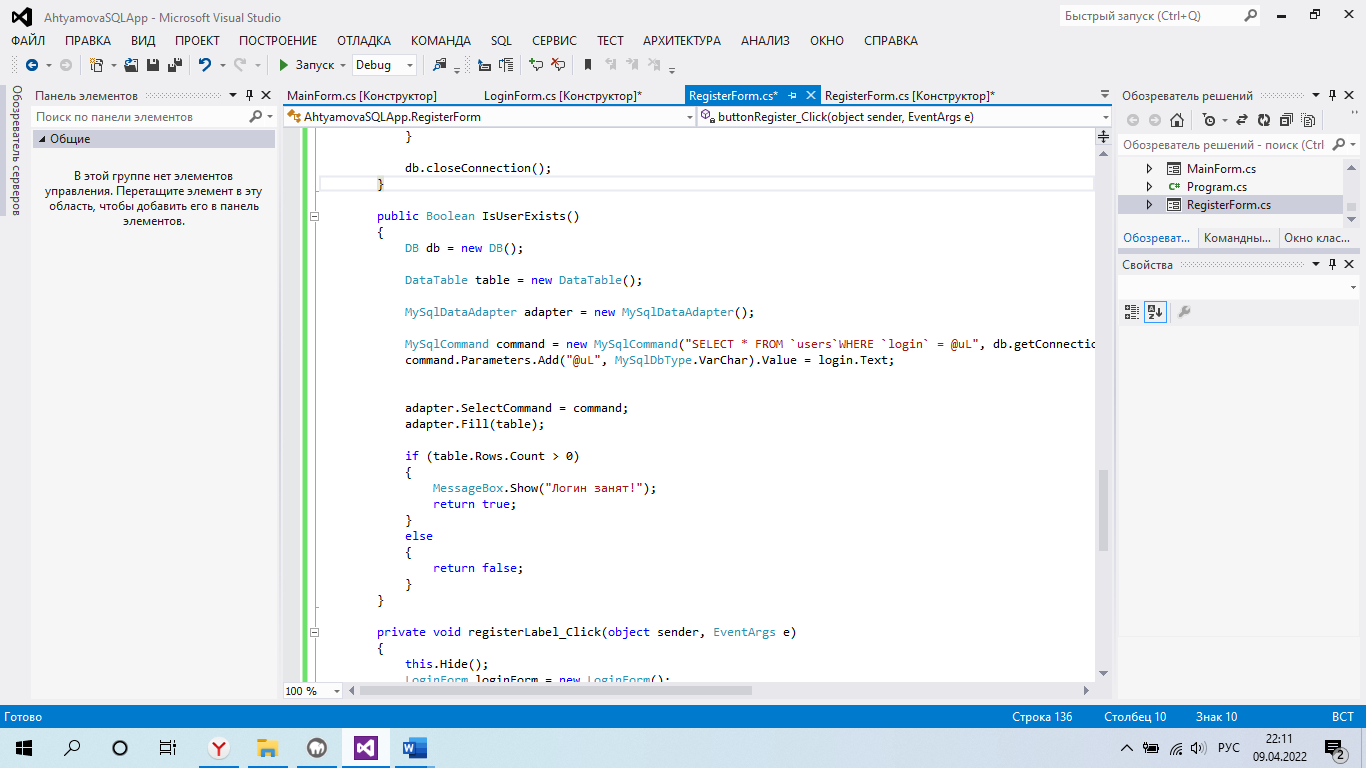 AhtyamovaSQLApp - Microsoft Visual Studio
Быстрый запуск (Ctrl+Q)
ФАЙЛ ПРАВКА ВИД ПРОЕКТ ПОСТРОЕНИЕ ОТЛАДКА КОМАНДА SQL СЕРВИС ТЕСТ АРХИТЕКТУРА АНАЛИЗ ОКНО СПРАВКА
Запуск Debug
Обозреватель серверов
Панель элементов
Поиск по панели элементов
Общие
В этой группе нет элементов
управления. Перетащите элемент в эту
область, чтобы добавить его в панель
элементов.
MainForm.cs [Конструктор] LoginForm.cs [Конструктор]* RegisterForm.cs* RegisterForm.cs [Конструктор]*
AhtyamovaSQLApp.RegisterForm buttonRegister_Click(object sender, EventArgs e)
}
db.closeConnection();
}
public Boolean IsUserExists()
{
DB db = new DB();
DataTable table = new DataTable();
MySqlDataAdapter adapter = new MySqlDataAdapter();
MySqlCommand command = new MySqlCommand("SELECT * FROM `users`WHERE `login` = @uL", db.getConnectio
command.Parameters.Add("@uL", MySqlDbType.VarChar).Value = login.Text;
adapter.SelectCommand = command;
adapter.Fill(table);
if (table.Rows.Count > 0)
{
MessageBox.Show("Логин занят!");
return true;
}
else
{
return false;
}
}
private void registerLabel_Click(object sender, EventArgs e)
{
this.Hide();
LoginForm loginForm = new LoginForm();
100 %
Обозреватель решений
Обозреватель решений - поиск (Ctrl
MainForm.cs
C# Program.cs
RegisterForm.cs
Обозреват... Командны... Окно клас...
Свойства
Готово Строка 136 Столбец 10 Знак 10 ВСТ
РУС
22:11
09.04.2022
2